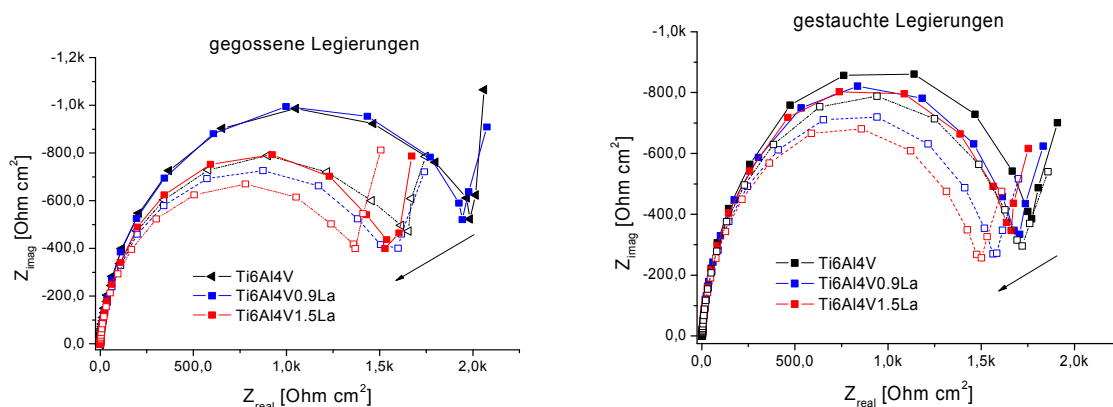 gegossene Legierungen
-1,2k
-1,0k
-800,0
-600,0
-400,0
-200,0
0,0
Z_imag [Ohm cm²]
Ti6Al4V
Ti6Al4V0.9La
Ti6Al4V1.5La
0,0
500,0
1,0k
1,5k
2,0k
Z_real [Ohm cm²]
gestauchte Legierungen
-1,0k
-800,0
-600,0
-400,0
-200,0
0,0
Z_imag [Ohm cm²]
Ti6Al4V
Ti6Al4V0.9La
Ti6Al4V1.5La
0,0
500,0
1,0k
1,5k
2,0k
Z_real [Ohm cm²]